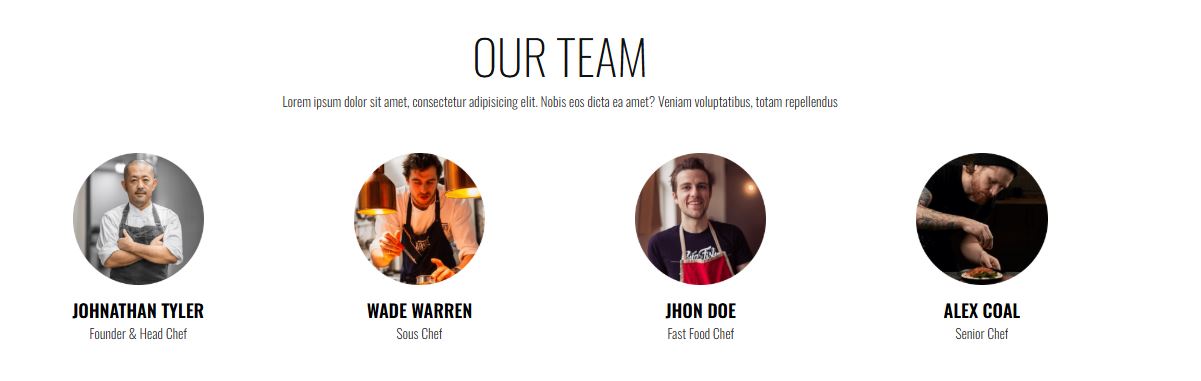 OUR TEAM
Lorem ipsum dolor sit amet, consectetur adipisicing elit. Nobis eos dicta ea amet? Veniam voluptatibus, totam repellendus
JOHNATHAN TYLER
Founder & Head Chef
WADE WARREN
Sous Chef
JHON DOE
Fast Food Chef
ALEX COAL
Senior Chef